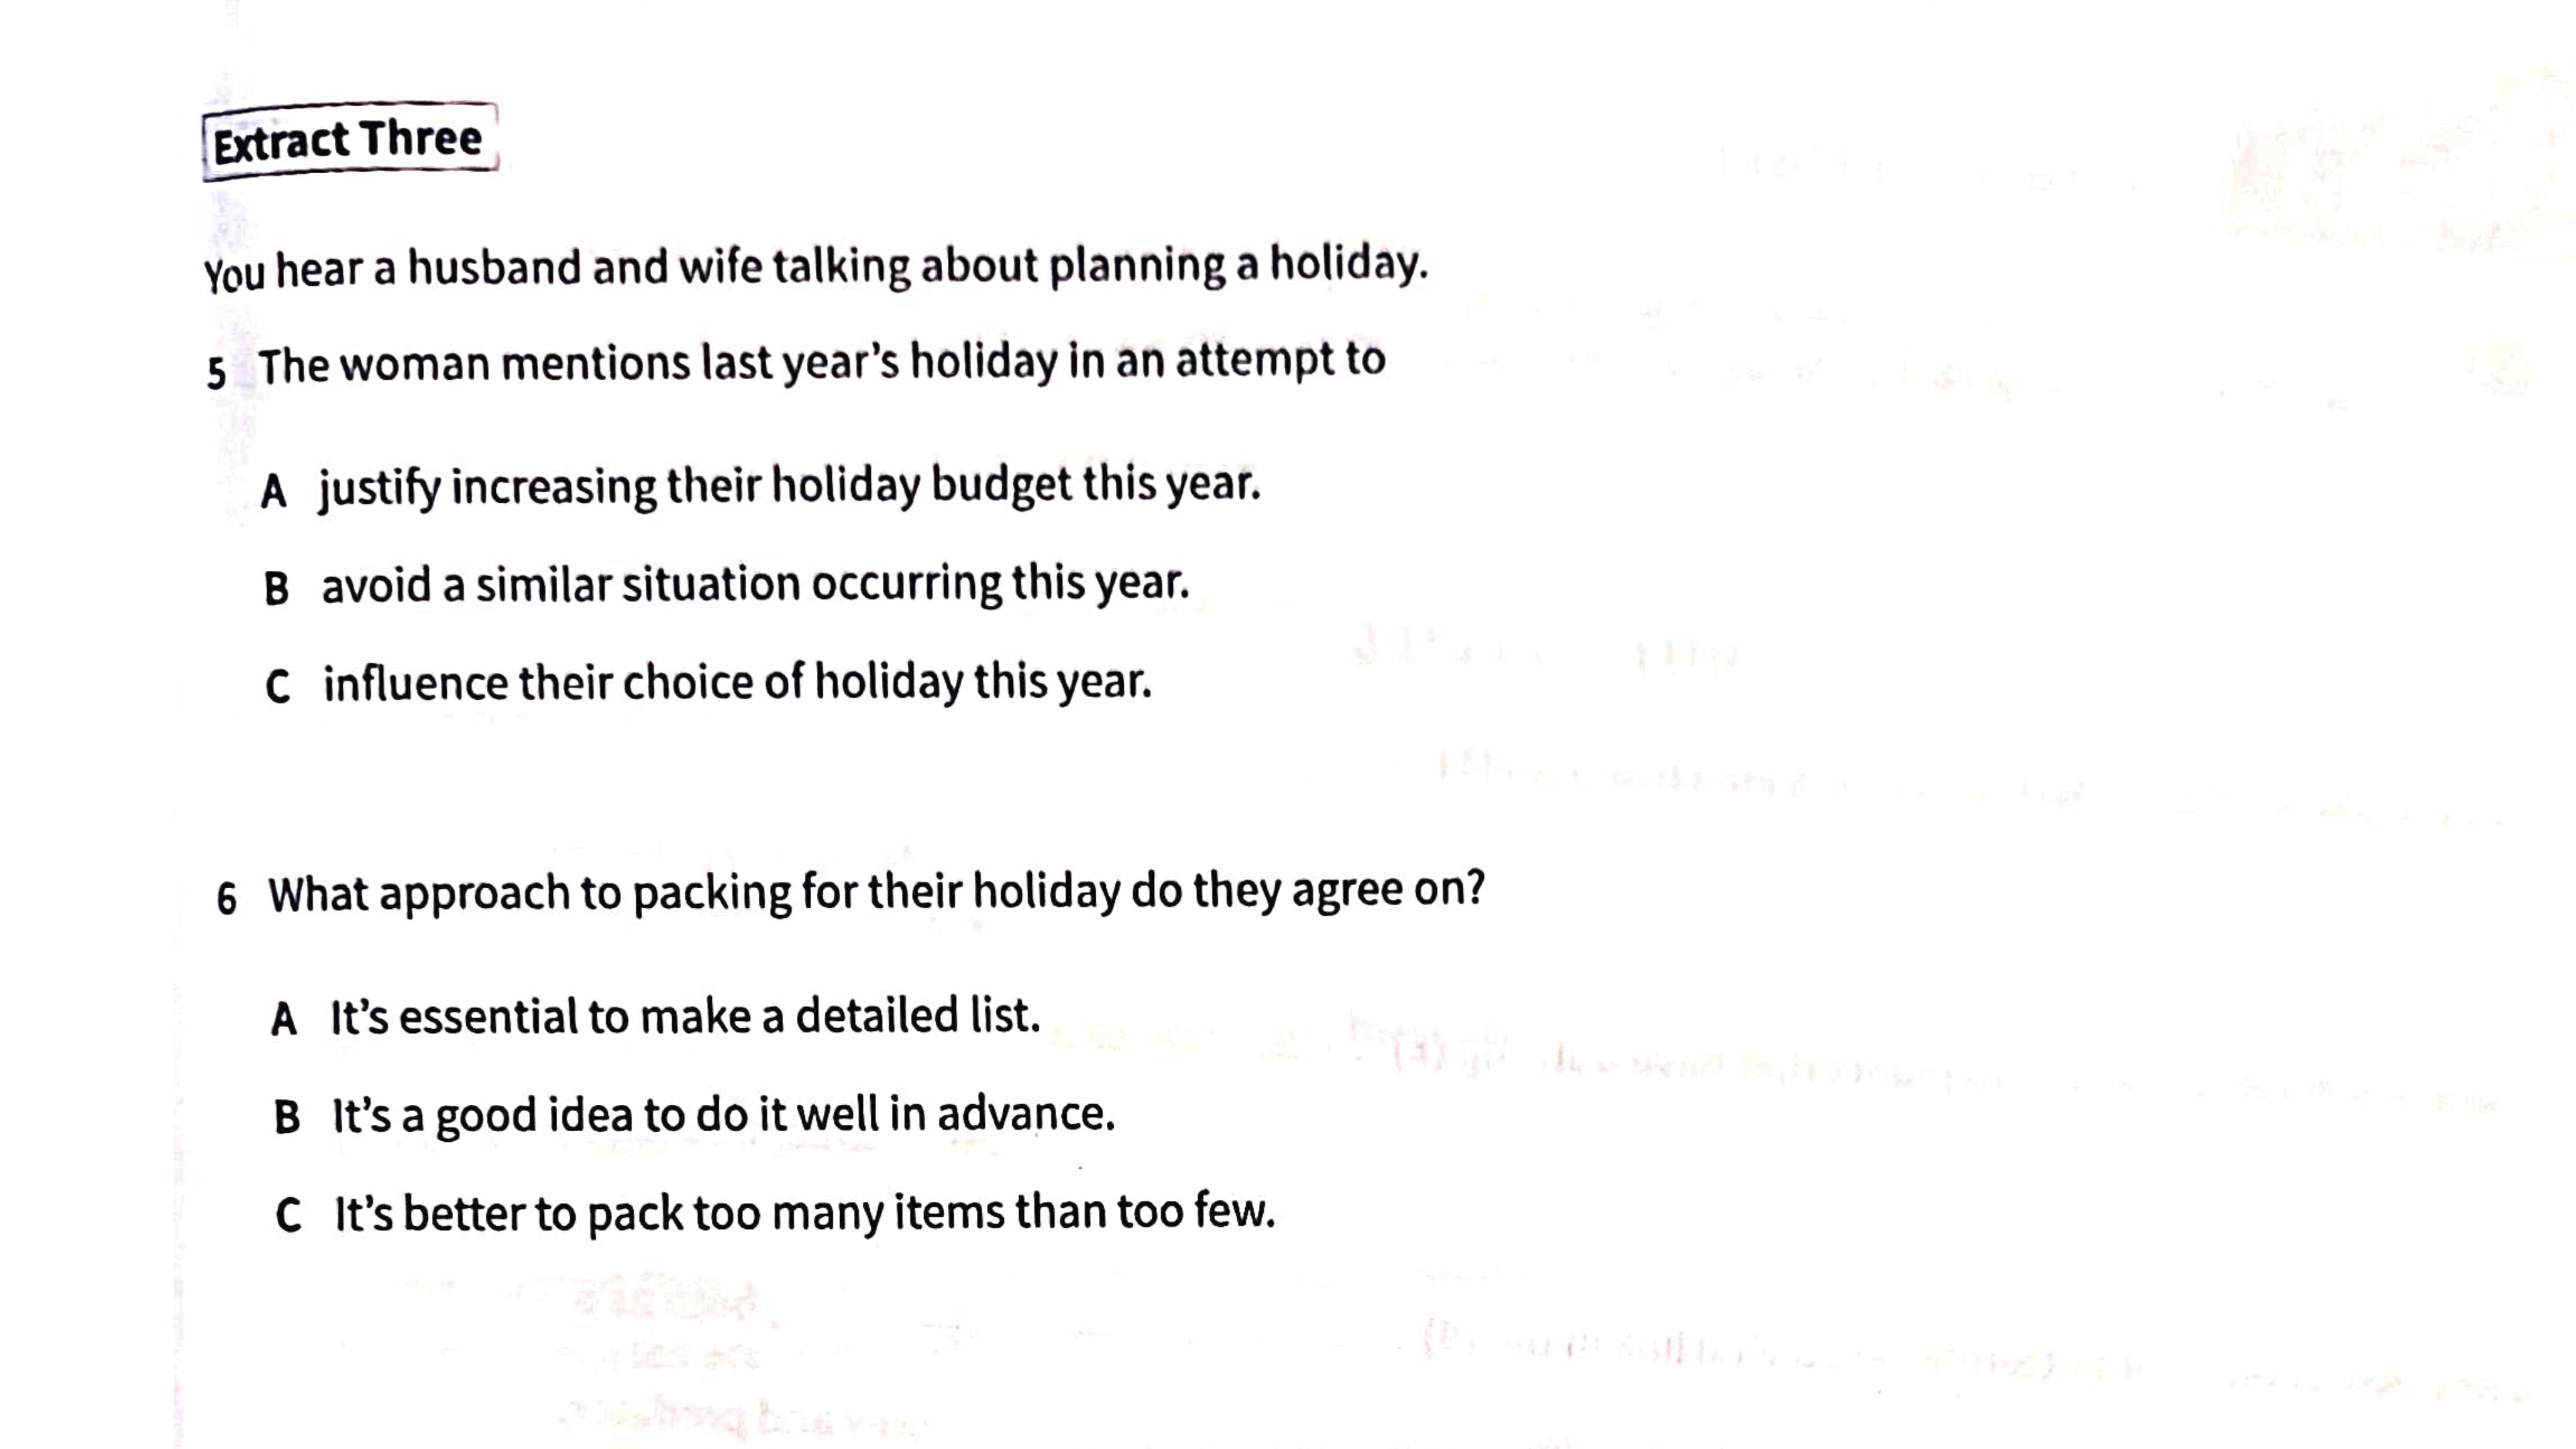 Extract Three
You hear a husband and wife talking about planning a holiday.
5 The woman mentions last year's holiday in an attempt to
A justify increasing their holiday budget this year.
B avoid a similar situation occurring this year.
C influence their choice of holiday this year.
6 What approach to packing for their holiday do they agree on?
A It's essential to make a detailed list.
B It's a good idea to do it well in advance.
C It's better to pack too many items than too few.